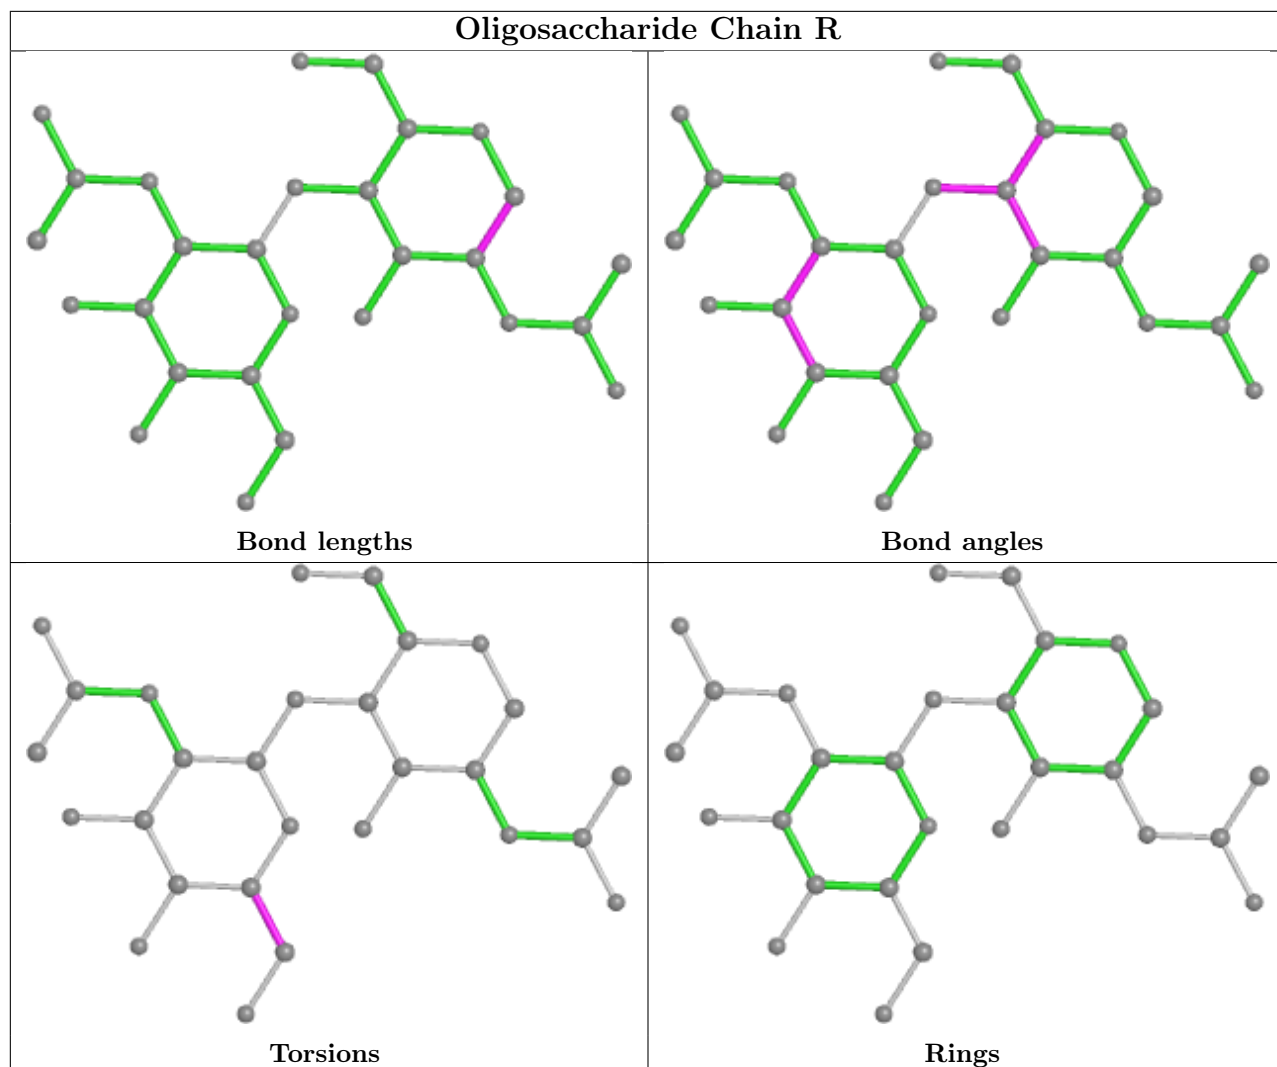 Oligosaccharide Chain R
Bond lengths
Bond angles
Torsions
Rings